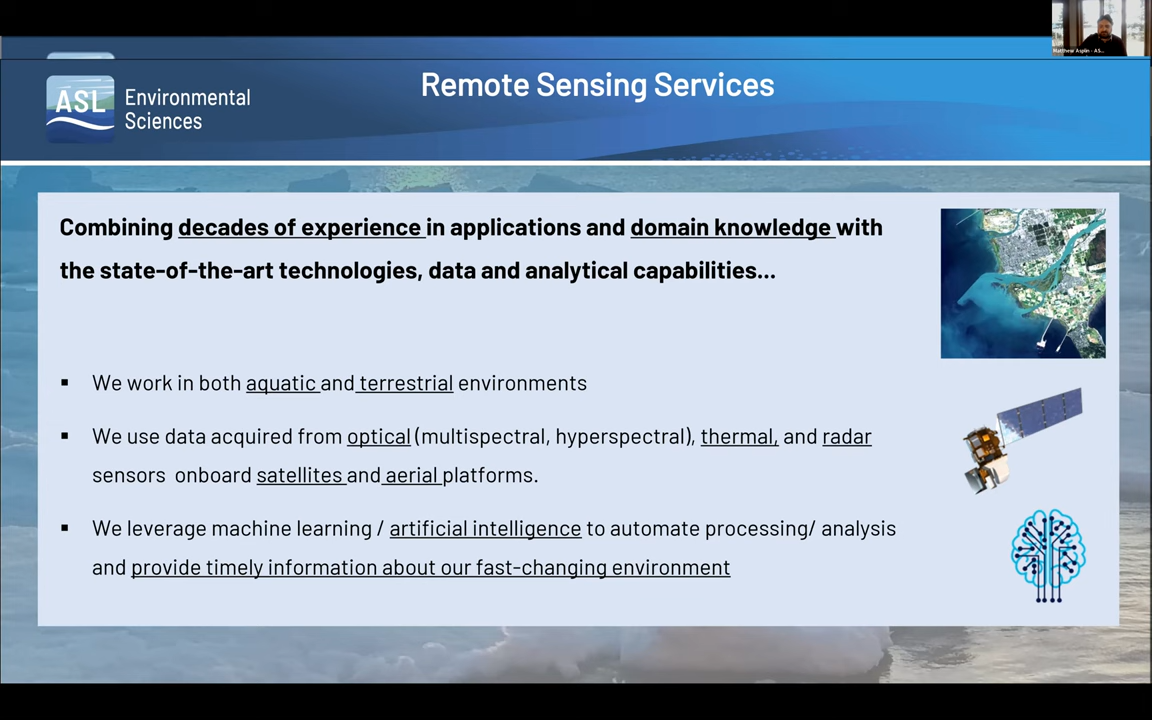 Matthew Asplin - AS...
ASL Environmental
Sciences
Remote Sensing Services
Combining decades of experience in applications and domain knowledge with
the state-of-the-art technologies, data and analytical capabilities...
▪ We work in both aquatic and terrestrial environments
▪ We use data acquired from optical (multispectral, hyperspectral), thermal, and radar
sensors onboard satellites and aerial platforms.
▪ We leverage machine learning / artificial intelligence to automate processing/ analysis
and provide timely information about our fast-changing environment